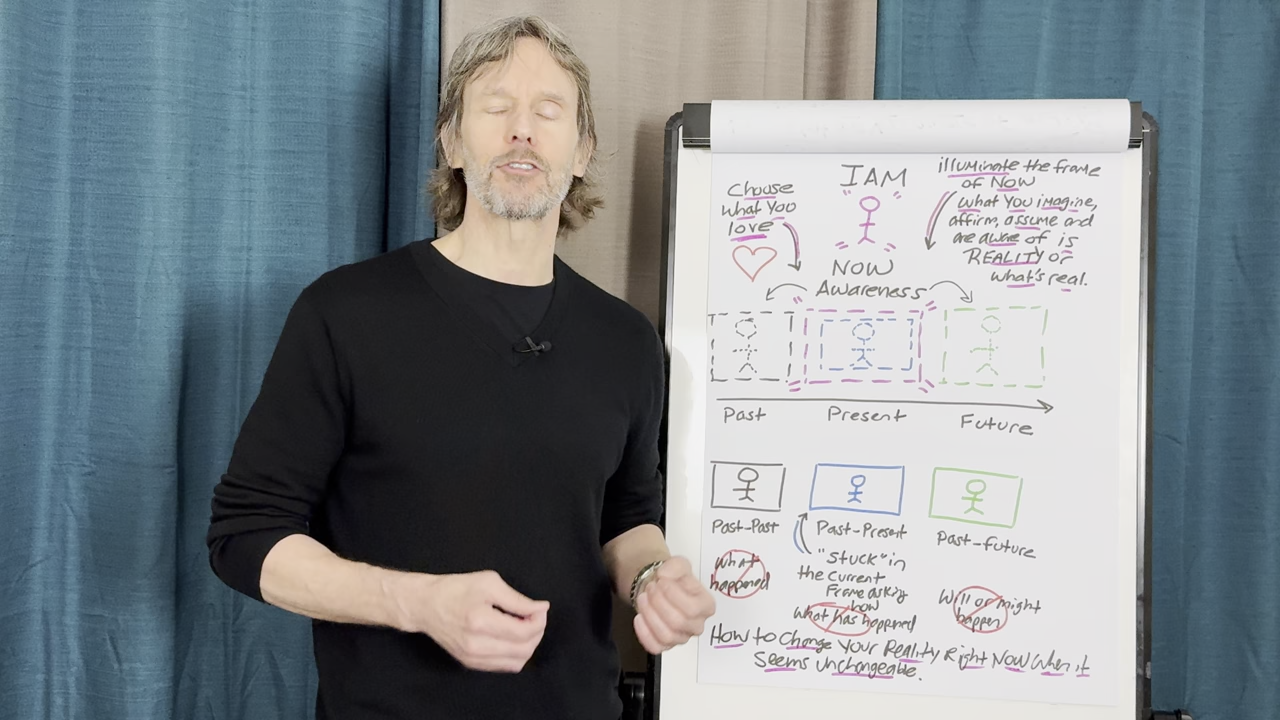 Choose
what You
love
I AM
NOW
Awareness
illuminate the frame
of NOW
what You imagine,
affirm, assume and
are aware of is
REALITY or
what's real.
Past
Present
Future
Past-Past
Past-Present
Past-Future
what
happened
"Stuck" in
the current
Frame asking
how
what has happened
Will or might
happen
How to Change Your Reality Right NOW when it
Seems Unchangeable.